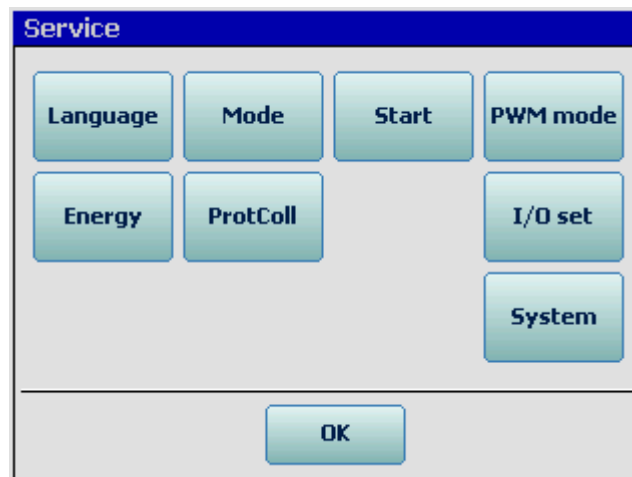 Service
Language Mode Start PWM mode
Energy ProtColl I/O set
System
OK